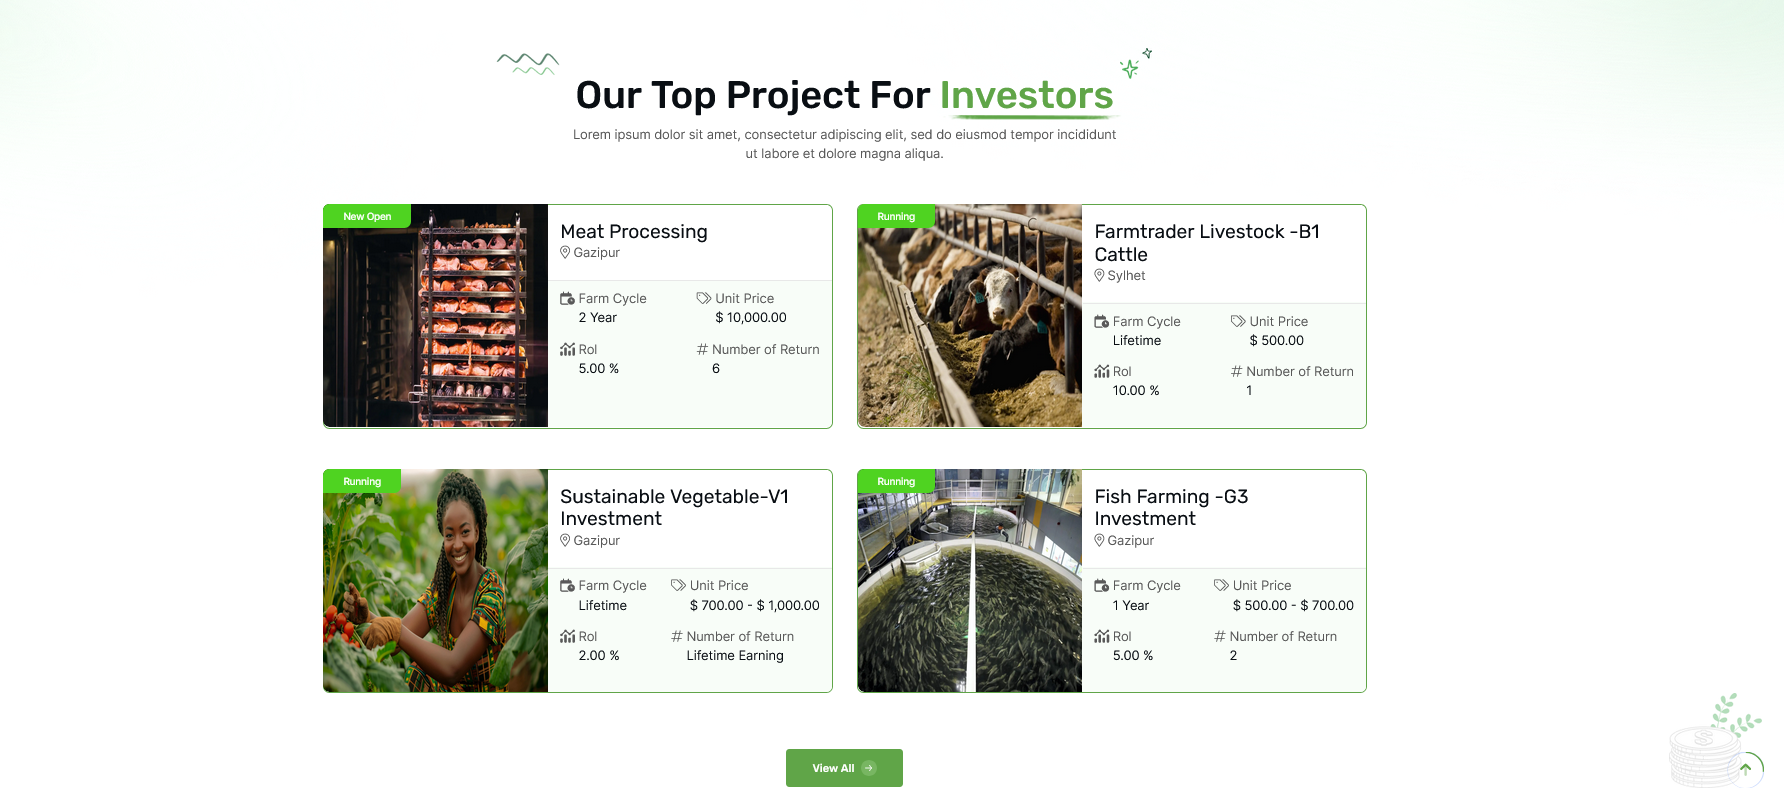 Our Top Project For Investors
Lorem ipsum dolor sit amet, consectetur adipiscing elit, sed do eiusmod tempor incididunt
ut labore et dolore magna aliqua.
New Open
Meat Processing
Gazipur
Farm Cycle
2 Year
Unit Price
$ 10,000.00
RoI
5.00 %
# Number of Return
6
Running
Farmtrader Livestock -B1
Cattle
Sylhet
Farm Cycle
Lifetime
Unit Price
$ 500.00
RoI
10.00 %
# Number of Return
1
Running
Sustainable Vegetable-V1
Investment
Gazipur
Farm Cycle
Lifetime
Unit Price
$ 700.00 - $ 1,000.00
RoI
2.00 %
# Number of Return
Lifetime Earning
Running
Fish Farming -G3
Investment
Gazipur
Farm Cycle
1 Year
Unit Price
$ 500.00 - $ 700.00
RoI
5.00 %
# Number of Return
2
View All